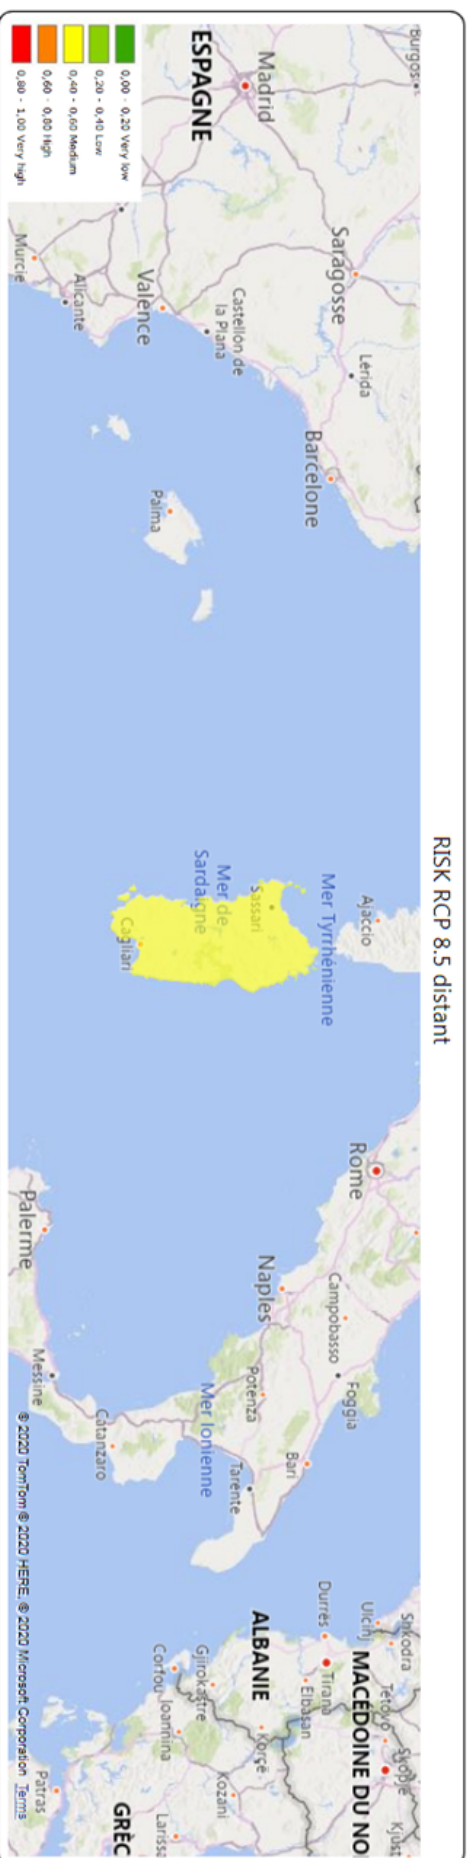 RISK RCP 8.5 distant
Burgos
Madrid
ESPAGNE
Saragosse
Lérida
Barcelone
Castellón de
la Plana
Valence
Alicante
Murcie
Palma
Ajaccio
Mer Tyrrhénienne
Sassari
Mer de
Sardaigne
Cagliari
Rome
Campobasso
Foggia
Naples
Potenza
Bari
Tarente
Mer Ionienne
Palerme
Messine
Catanzaro
Shkodra
Ulcinj
Tetovo
Skopje
Kjust
MACÉDOINE DU NO
Durrës
Tirana
Elbasan
ALBANIE
Korçë
Gjirokastre
Corfou
Ioannina
Kozani
Larissa
GRÈC
Patras
0,00 - 0,20 Very low
0,20 - 0,40 Low
0,40 - 0,60 Medium
0,60 - 0,80 High
0,80 - 1,00 Very high
© 2020 TomTom © 2020 HERE, © 2020 Microsoft Corporation Terms